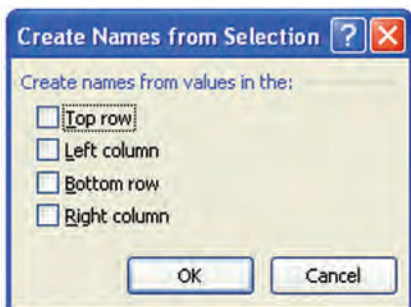 Create Names from Selection
Create names from values in the:
Top row
Left column
Bottom row
Right column
OK Cancel